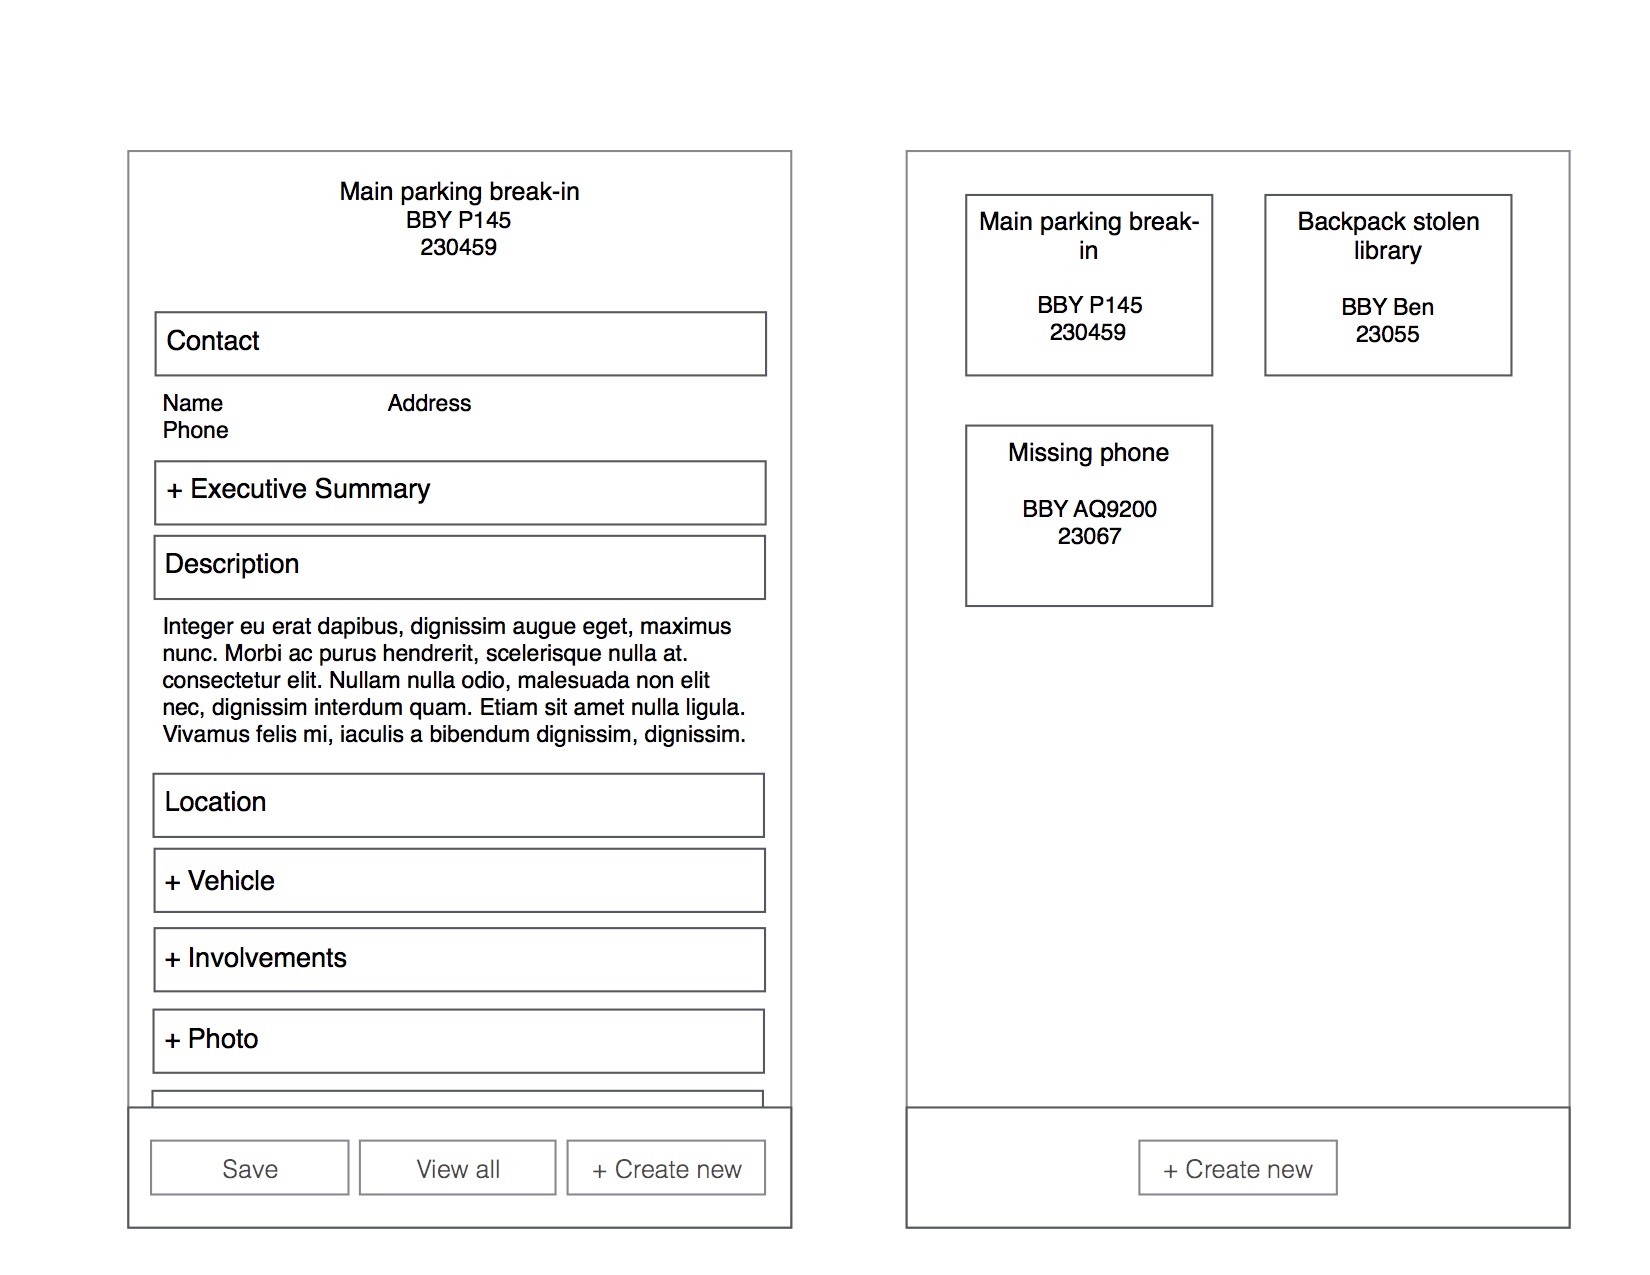 Main parking break-in
BBY P145
230459
Contact
Name
Address
Phone
+ Executive Summary
Description
Integer eu erat dapibus, dignissim augue eget, maximus
nunc. Morbi ac purus hendrerit, scelerisque nulla at.
consectetur elit. Nullam nulla odio, malesuada non elit
nec, dignissim interdum quam. Etiam sit amet nulla ligula.
Vivamus felis mi, iaculis a bibendum dignissim, dignissim.
Location
+ Vehicle
+ Involvements
+ Photo
Save
View all
+ Create new
Main parking break-
in
BBY P145
230459
Backpack stolen
library
BBY Ben
23055
Missing phone
BBY AQ9200
23067
+ Create new